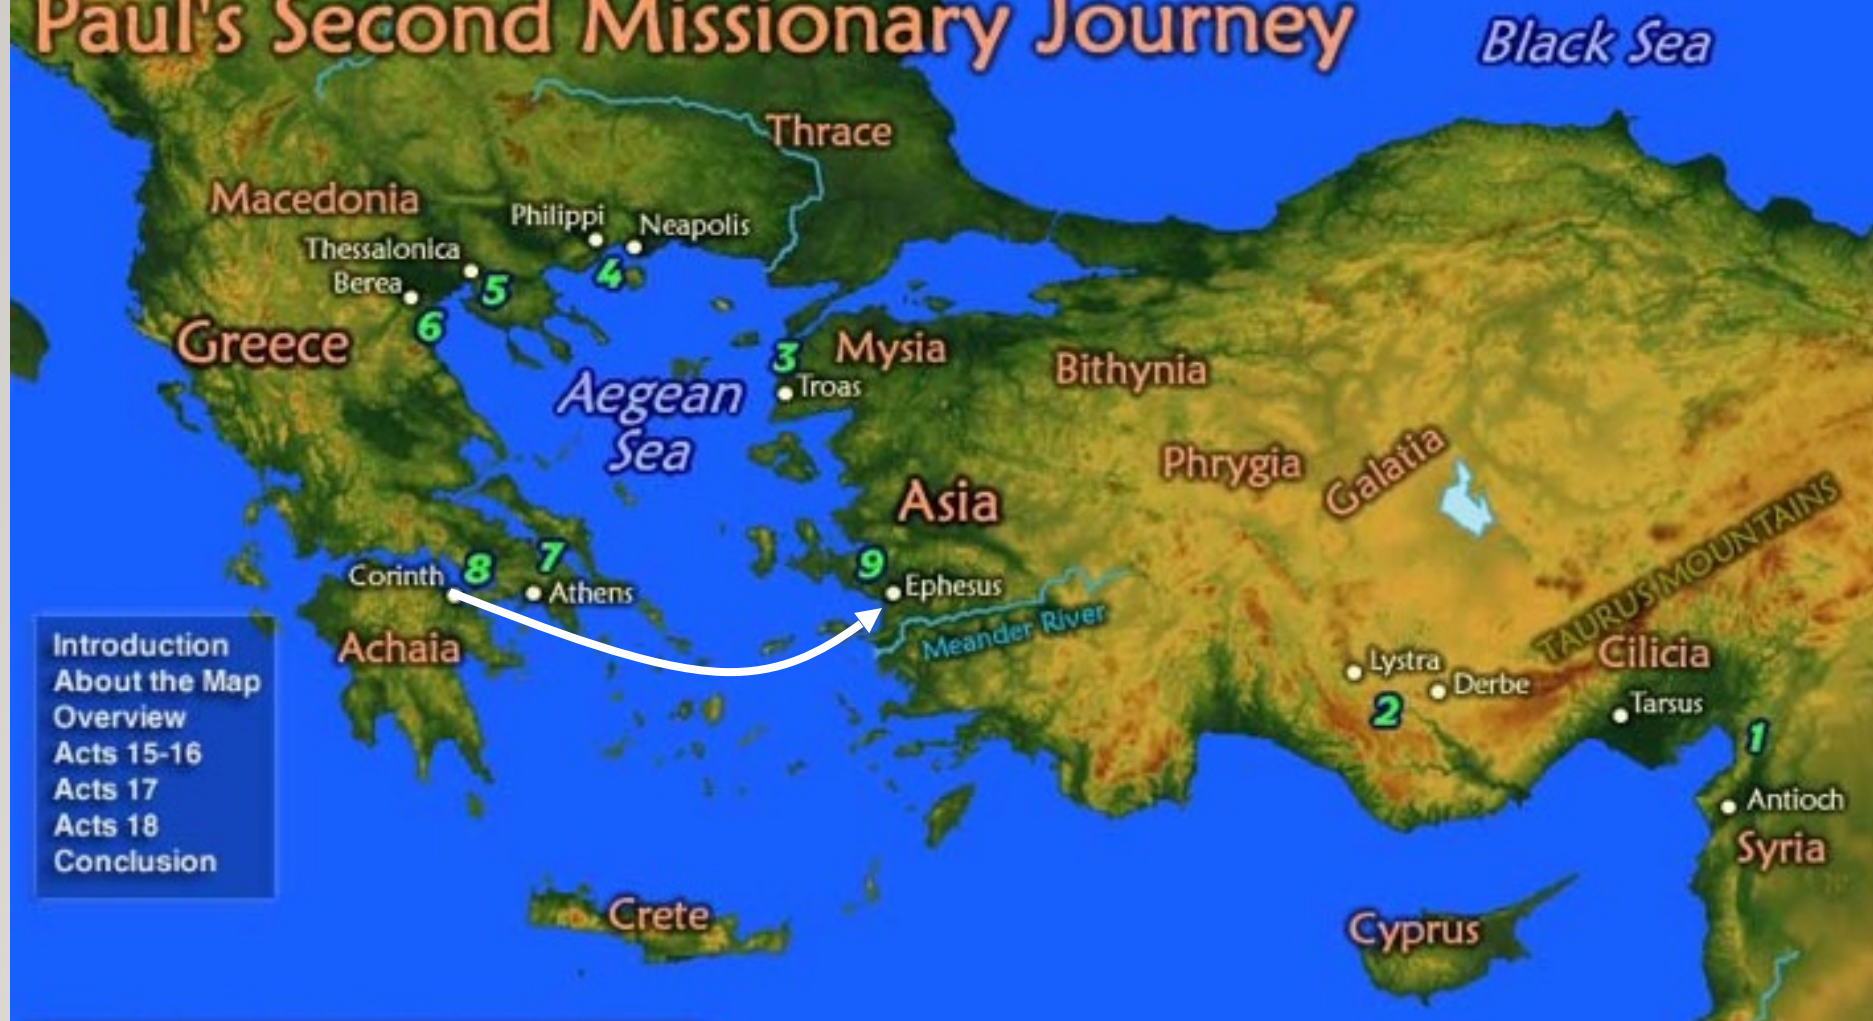 Paul's Second Missionary Journey
Black Sea
Thrace
Macedonia
Philippi
Neapolis
Thessalonica
4
Berea
5
6
Greece
3
Mysia
Bithynia
Troas
Aegean
Sea
Phrygia
Galatia
Asia
TAURUS MOUNTAINS
8
7
9
Corinth
Athens
Ephesus
Meander River
Achaia
Lystra
Derbe
Cilicia
2
Tarsus
1
Antioch
Syria
Introduction
About the Map
Overview
Acts 15-16
Acts 17
Acts 18
Conclusion
Crete
Cyprus